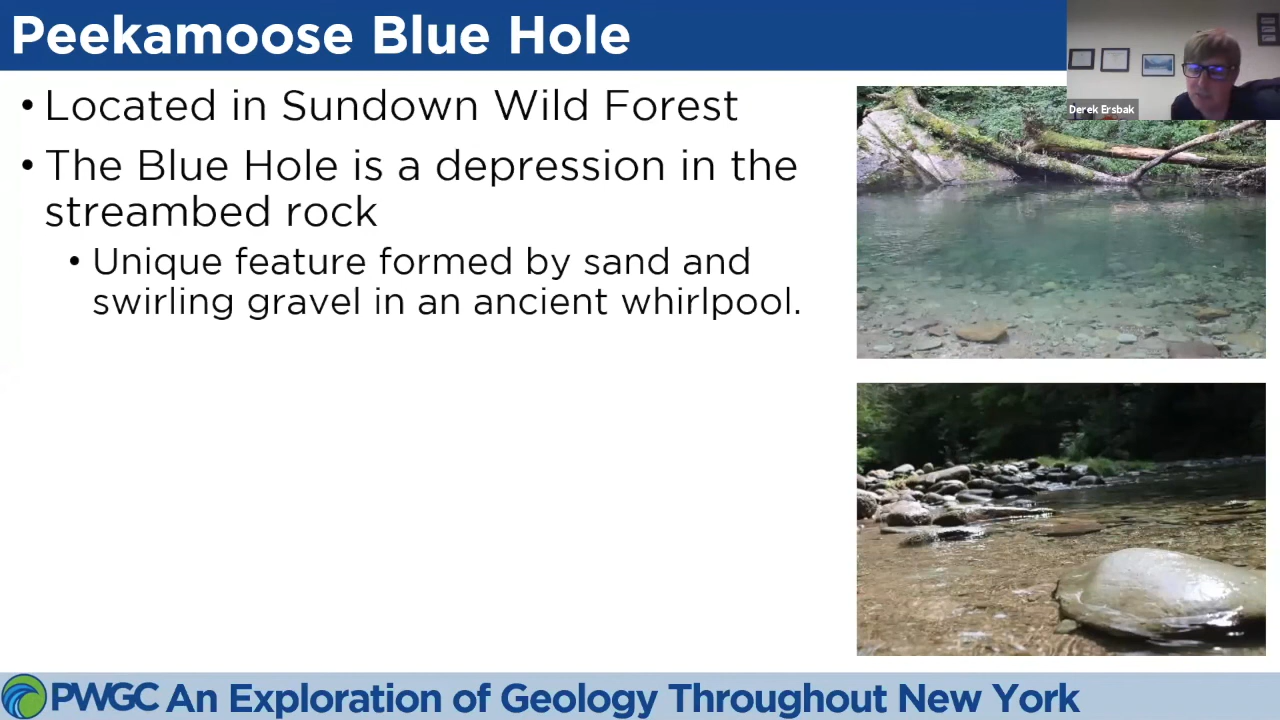 Peekamoose Blue Hole
Derek Ersbak
• Located in Sundown Wild Forest
• The Blue Hole is a depression in the
streambed rock
• Unique feature formed by sand and
swirling gravel in an ancient whirlpool.
PWGC An Exploration of Geology Throughout New York